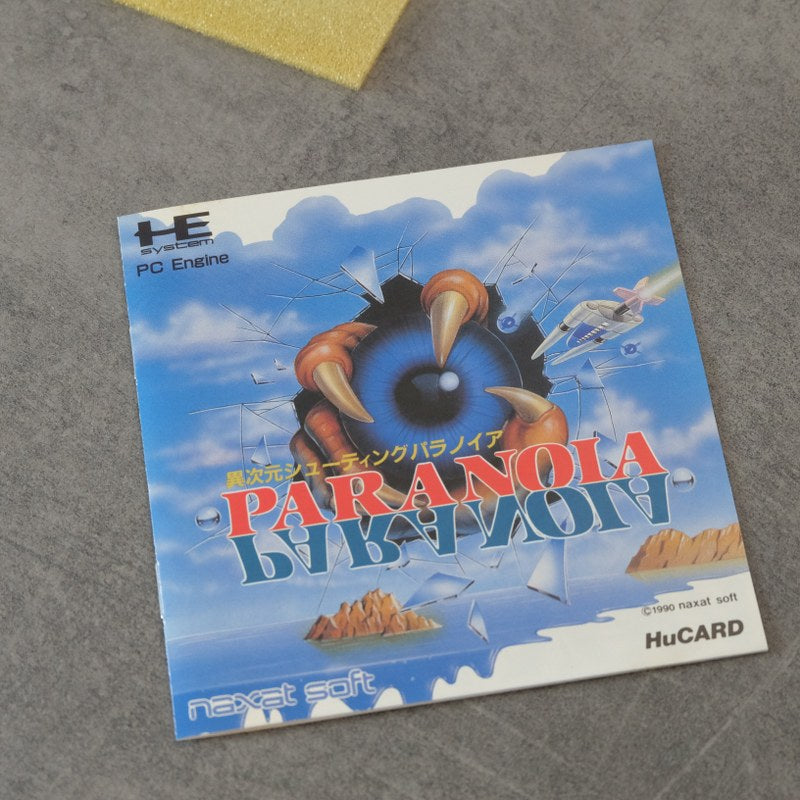 HE
system
PC Engine
異次元シューティングパラノイア
PARANOIA
PARANOIA
©1990 naxat soft
HuCARD
naxat soft